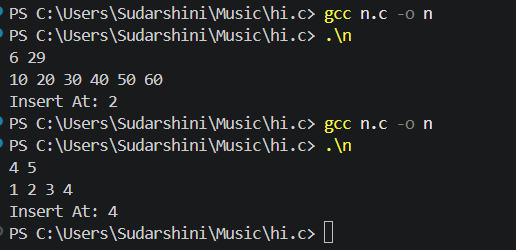 PS C:\Users\Sudarshini\Music\hi.c> gcc n.c -o n
PS C:\Users\Sudarshini\Music\hi.c> .\n
6 29
10 20 30 40 50 60
Insert At: 2
PS C:\Users\Sudarshini\Music\hi.c> gcc n.c -o n
PS C:\Users\Sudarshini\Music\hi.c> .\n
4 5
1 2 3 4
Insert At: 4
PS C:\Users\Sudarshini\Music\hi.c>